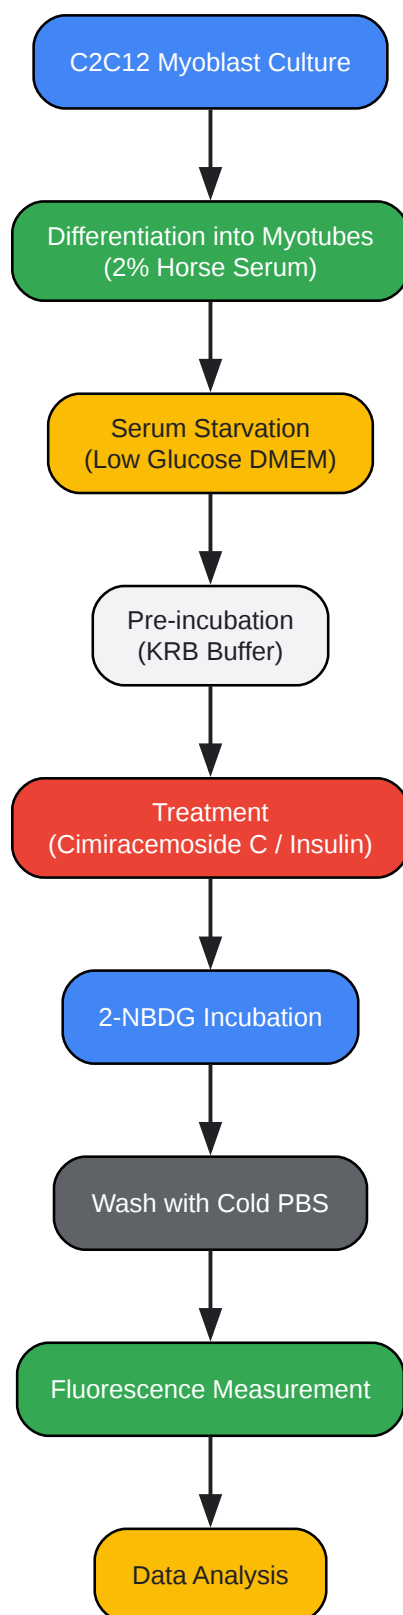 C2C12 Myoblast Culture
Differentiation into Myotubes
(2% Horse Serum)
Serum Starvation
(Low Glucose DMEM)
Pre-incubation
(KRB Buffer)
Treatment
(Cimiracemoside C / Insulin)
2-NBDG Incubation
Wash with Cold PBS
Fluorescence Measurement
Data Analysis